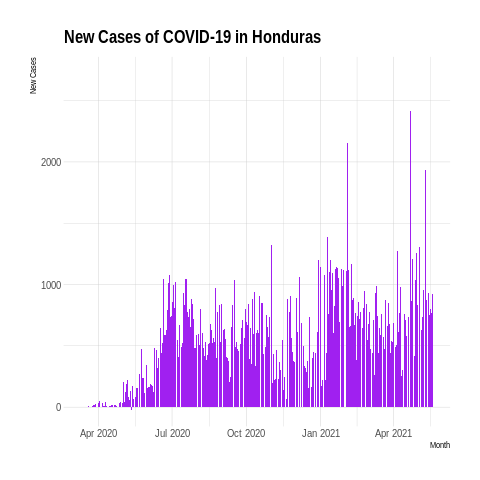 New Cases of COVID-19 in Honduras
New Cases
2000
1000
0
Apr 2020 Jul 2020 Oct 2020 Jan 2021 Apr 2021
Month